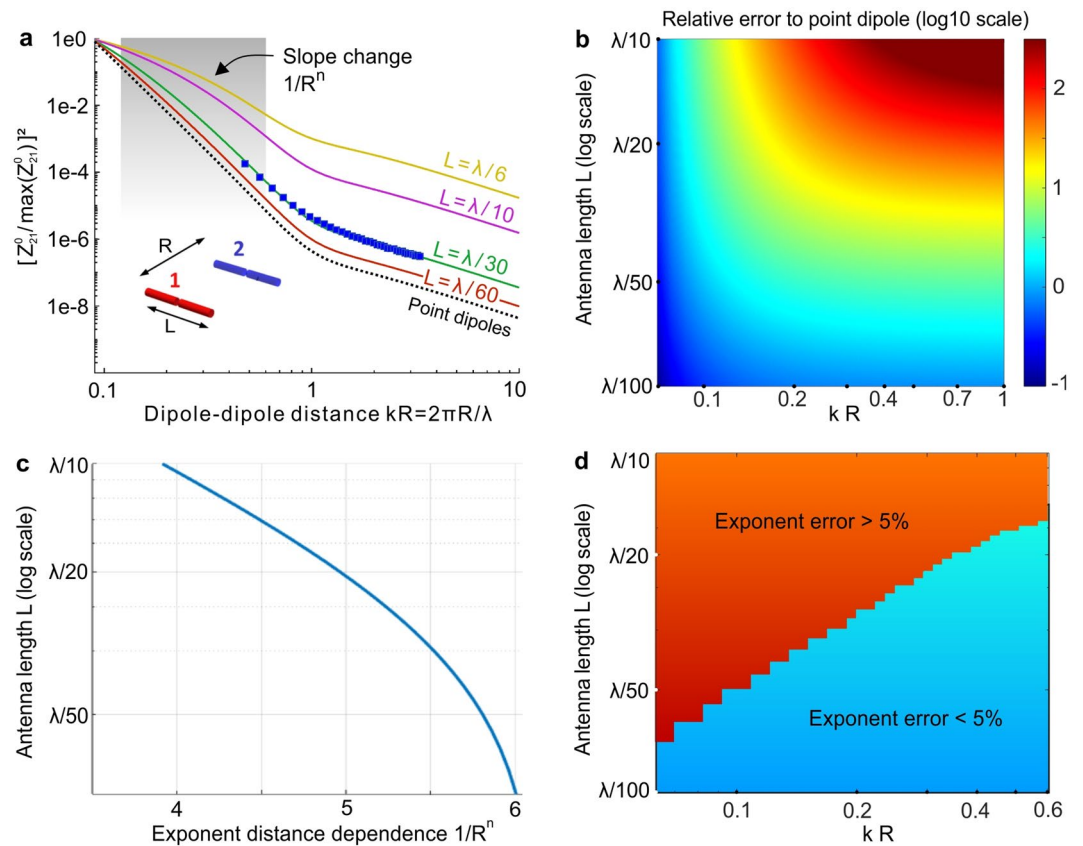 a
1e0
1e-2
1e-4
1e-6
1e-8
[Z⁰₂₁/max(Z⁰₂₁)]²
Slope change
1/Rⁿ
L=λ/6
L=λ/10
L=λ/30
L=λ/60
Point dipoles
R
1
2
L
0.1
1
10
Dipole-dipole distance kR=2πR/λ
Relative error to point dipole (log10 scale)
b
λ/10
λ/20
λ/50
λ/100
Antenna length L (log scale)
0.1
0.2
0.4
0.7
1
k R
2
1
0
-1
c
λ/10
λ/20
λ/50
Antenna length L (log scale)
4
5
6
Exponent distance dependence 1/Rⁿ
d
λ/10
λ/20
λ/50
λ/100
Antenna length L (log scale)
Exponent error > 5%
Exponent error < 5%
0.1
0.2
0.4
0.6
k R